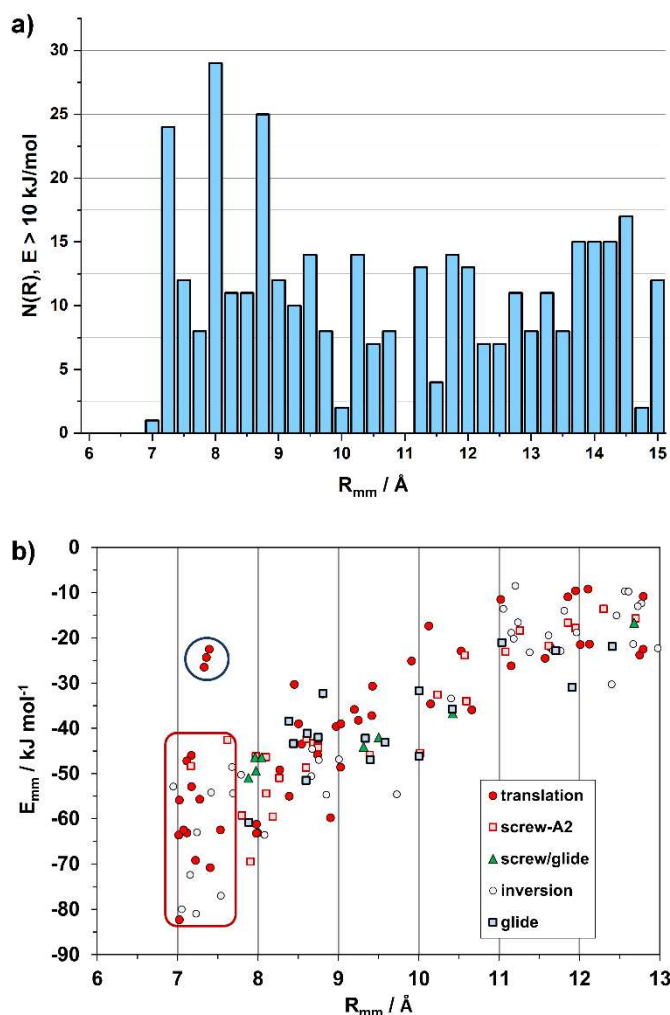 a)
N(R), E > 10 kJ/mol
30
25
20
15
10
5
0
6 7 8 9 10 11 12 13 14 15
R_mm / Å
b)
E_mm / kJ mol⁻¹
0
-10
-20
-30
-40
-50
-60
-70
-80
-90
translation
screw-A2
screw/glide
inversion
glide
6 7 8 9 10 11 12 13
R_mm / Å